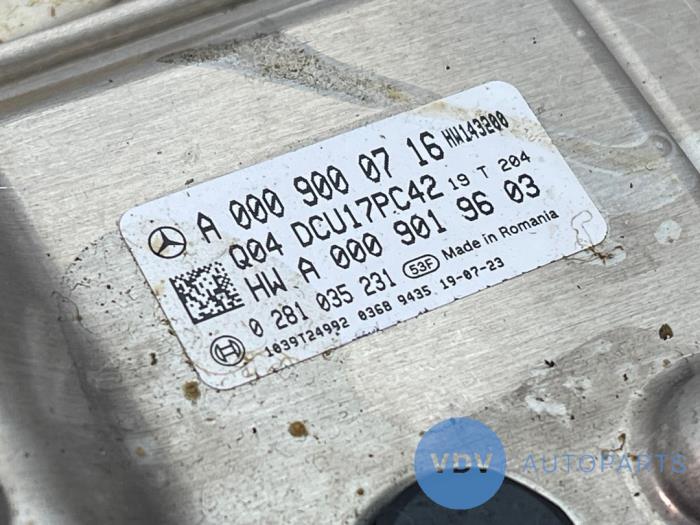 A 000 900 07 16 HW143200
Q04 DCU17PC42 19 T 204
HW A 000 901 96 03
0 281 035 231 53F Made in Romania
1039T24992 0368 9435 19-07-23
VDV AUTOPARTS